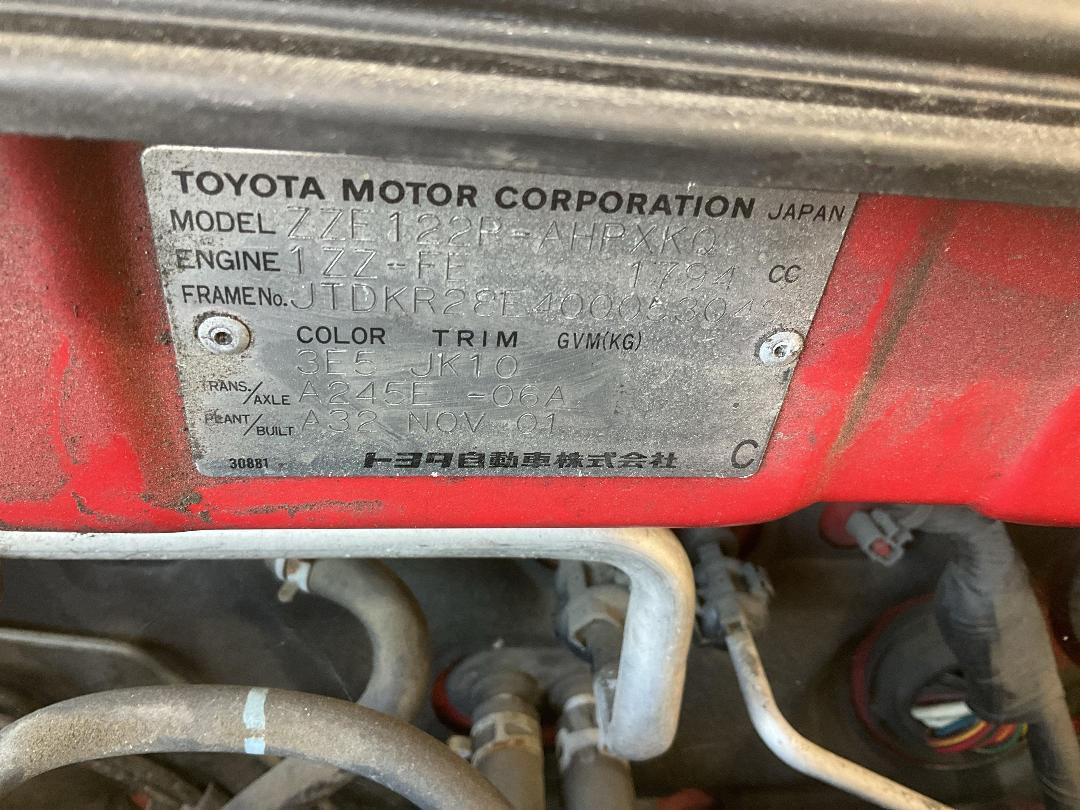 TOYOTA MOTOR CORPORATION JAPAN
MODEL ZZE122R-AHPXKQ
ENGINE 1ZZ-FE 1794 CC
FRAME No. JTDKR28E400053042
COLOR TRIM GVM(KG)
3E5 JK10
TRANS./AXLE A245E -06A
PLANT/BUILT A32 NOV 01
30881 トヨタ自動車株式会社 C